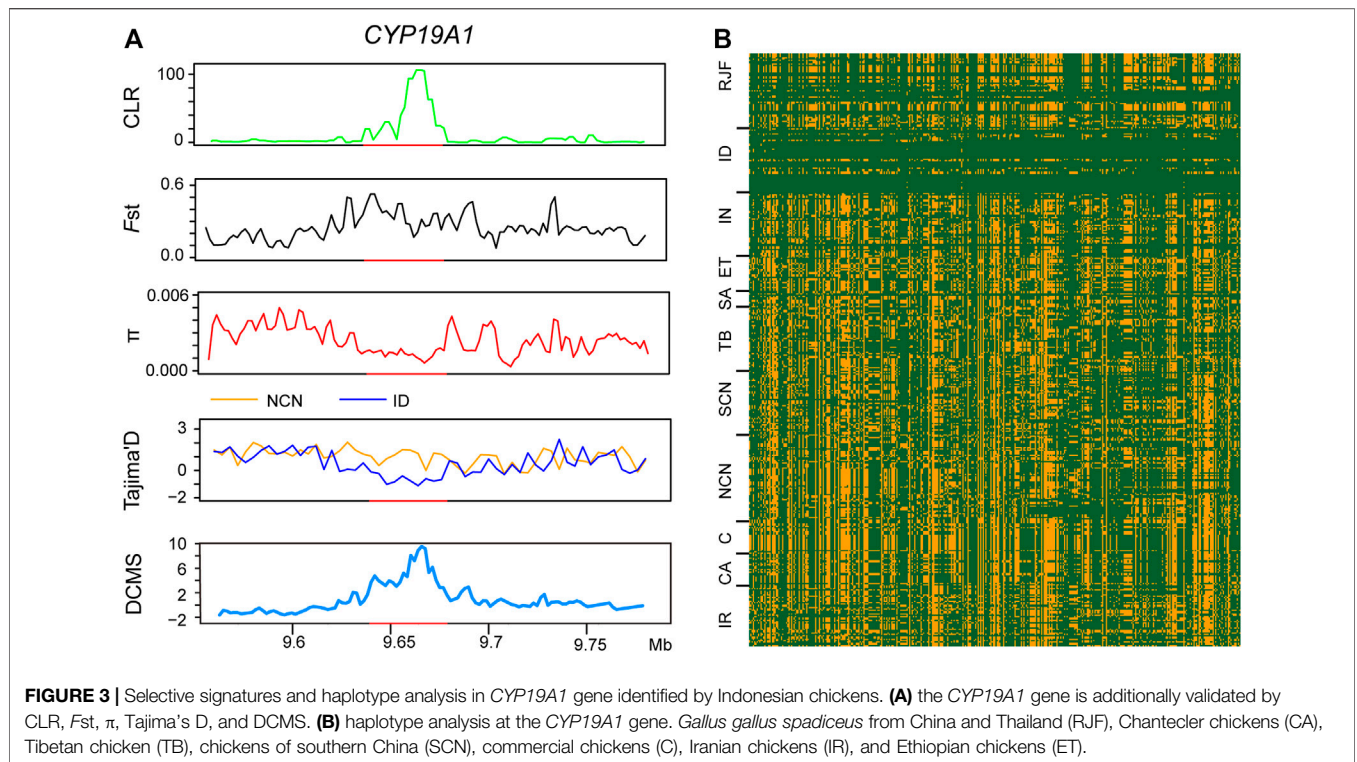 A
CYP19A1
CLR
100
0
Fst
0.6
0.0
π
0.006
0.000
NCN
ID
Tajima'D
3
0
−2
DCMS
10
6
2
−2
9.6
9.65
9.7
9.75
Mb
B
RJF
ID
IN
ET
SA
TB
SCN
NCN
C
CA
IR
FIGURE 3 | Selective signatures and haplotype analysis in CYP19A1 gene identified by Indonesian chickens. (A) the CYP19A1 gene is additionally validated by
CLR, Fst, π, Tajima's D, and DCMS. (B) haplotype analysis at the CYP19A1 gene. Gallus gallus spadiceus from China and Thailand (RJF), Chantecler chickens (CA),
Tibetan chicken (TB), chickens of southern China (SCN), commercial chickens (C), Iranian chickens (IR), and Ethiopian chickens (ET).